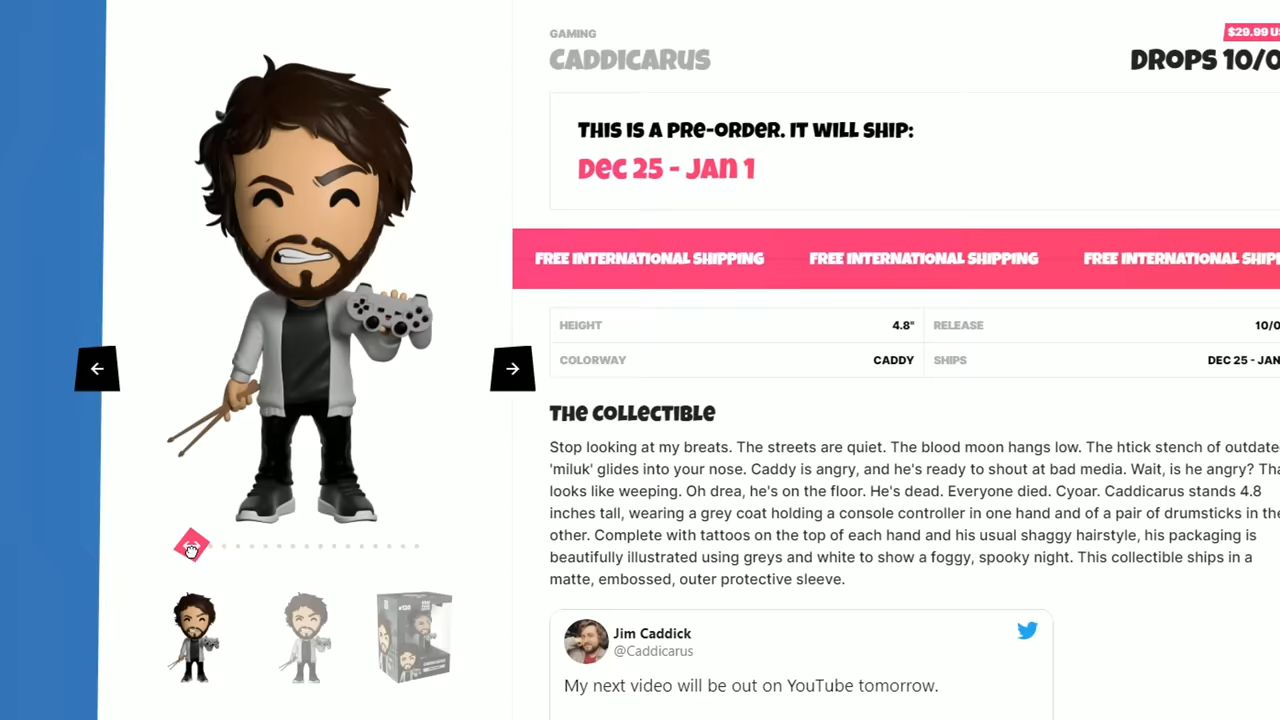 GAMING
CADDICARUS
$29.99 U
DROPS 10/0
THIS IS A PRE-ORDER. IT WILL SHIP:
Dec 25 - Jan 1
FREE INTERNATIONAL SHIPPING FREE INTERNATIONAL SHIPPING FREE INTERNATIONAL SHIP
HEIGHT 4.8" RELEASE 10/0
COLORWAY CADDY SHIPS DEC 25 - JAN
THE COLLECTIBLE
Stop looking at my breats. The streets are quiet. The blood moon hangs low. The htick stench of outdate
'miluk' glides into your nose. Caddy is angry, and he's ready to shout at bad media. Wait, is he angry? Tha
looks like weeping. Oh drea, he's on the floor. He's dead. Everyone died. Cyoar. Caddicarus stands 4.8
inches tall, wearing a grey coat holding a console controller in one hand and of a pair of drumsticks in the
other. Complete with tattoos on the top of each hand and his usual shaggy hairstyle, his packaging is
beautifully illustrated using greys and white to show a foggy, spooky night. This collectible ships in a
matte, embossed, outer protective sleeve.
Jim Caddick
@Caddicarus
My next video will be out on YouTube tomorrow.